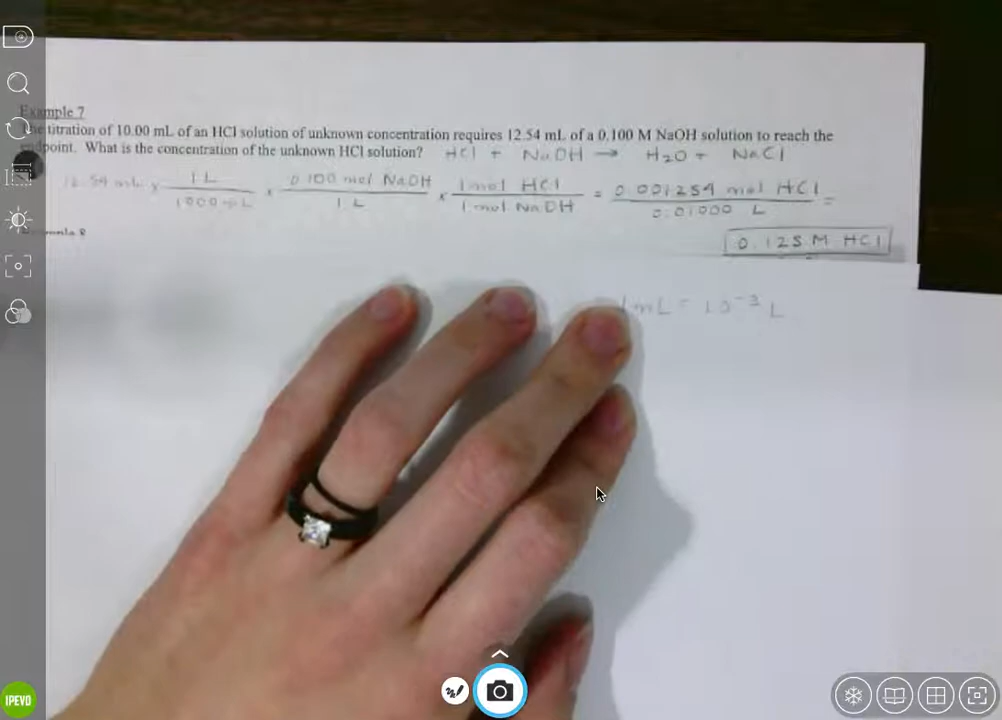 Example 7
The titration of 10.00 mL of an HCl solution of unknown concentration requires 12.54 mL of a 0.100 M NaOH solution to reach the
endpoint. What is the concentration of the unknown HCl solution? HCl + NaOH → H₂O + NaCl
12.54 mL × 1 L / 1000 mL × 0.100 mol NaOH / 1 L × 1 mol HCl / 1 mol NaOH = 0.001254 mol HCl / 0.01000 L =
0.125 M HCl
Example 8
1 mL = 10⁻³ L
IPEVO